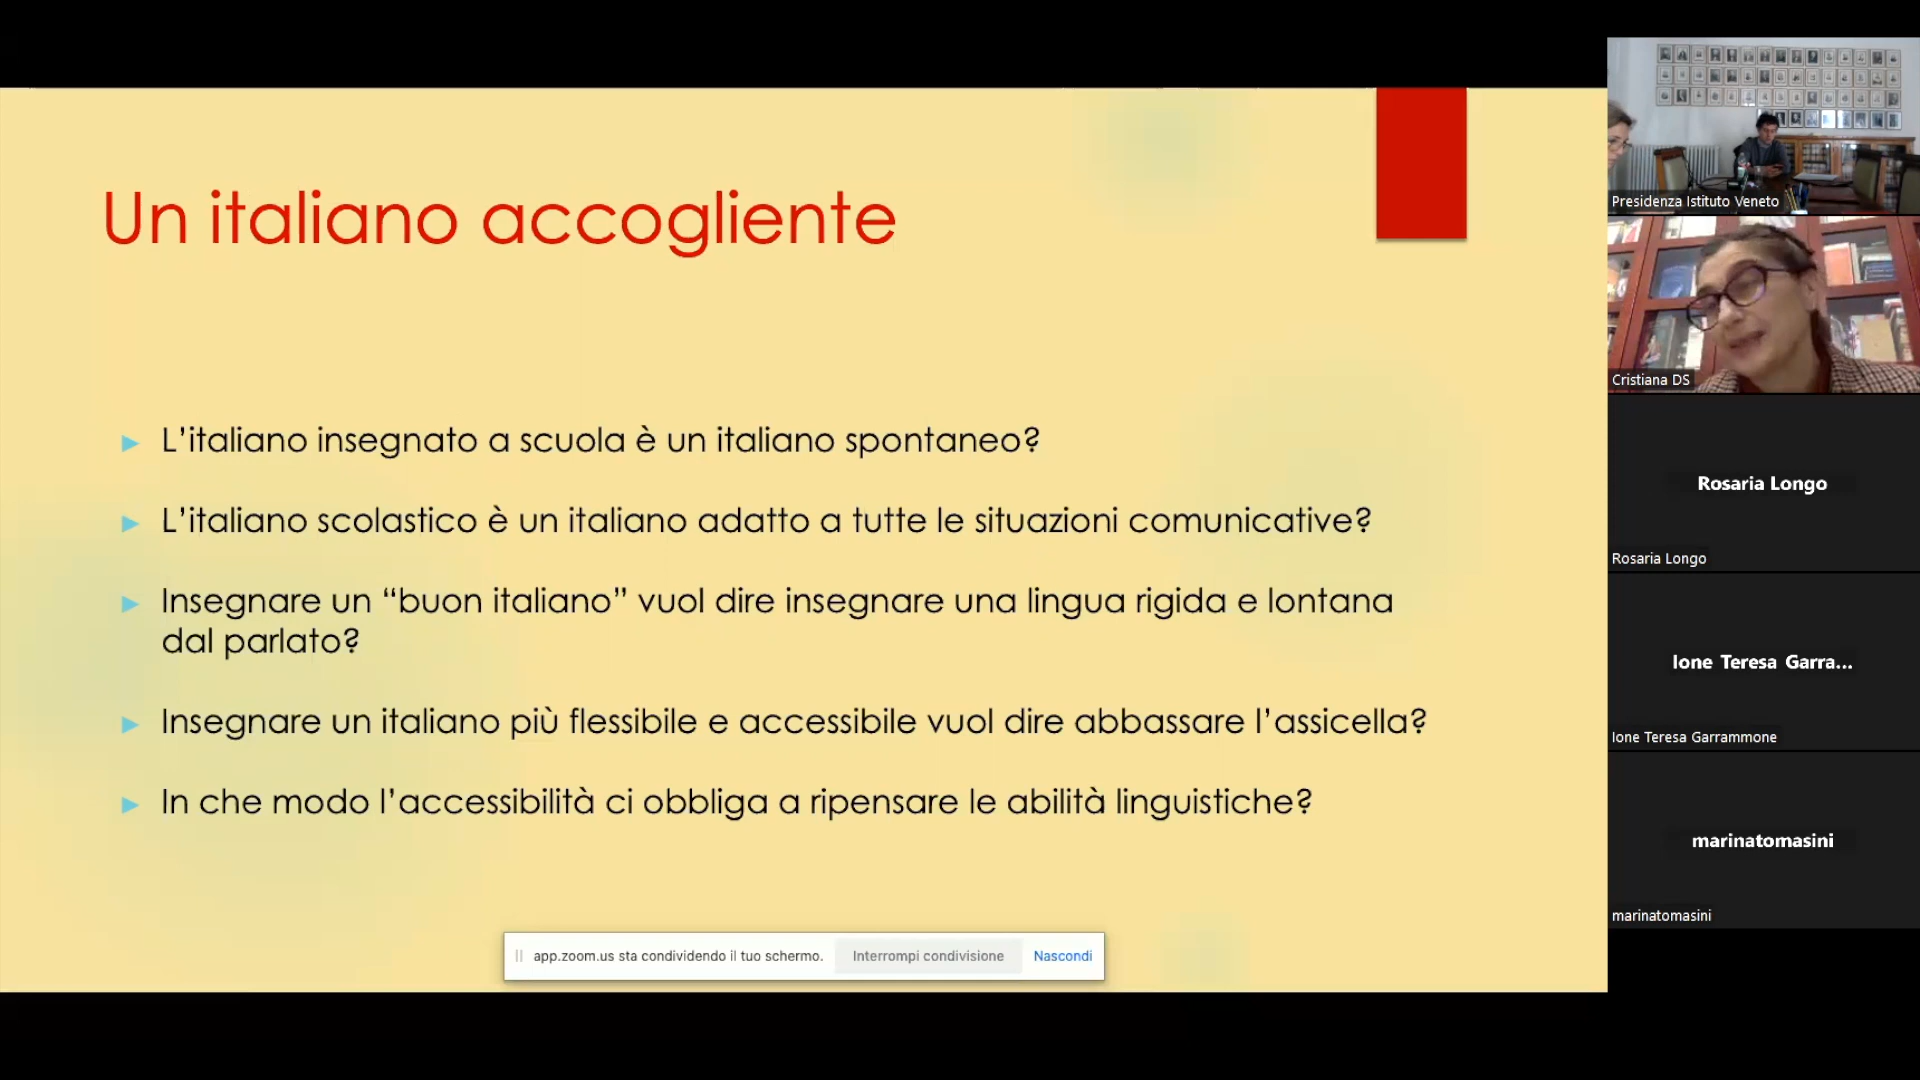 Un italiano accogliente
L’italiano insegnato a scuola è un italiano spontaneo?
L’italiano scolastico è un italiano adatto a tutte le situazioni comunicative?
Insegnare un “buon italiano” vuol dire insegnare una lingua rigida e lontana
dal parlato?
Insegnare un italiano più flessibile e accessibile vuol dire abbassare l’assicella?
In che modo l’accessibilità ci obbliga a ripensare le abilità linguistiche?
app.zoom.us sta condividendo il tuo schermo. Interrompi condivisione Nascondi
Presidenza Istituto Veneto
Cristiana DS
Rosaria Longo
Rosaria Longo
Ione Teresa Garra...
Ione Teresa Garrammone
marinatomasini
marinatomasini